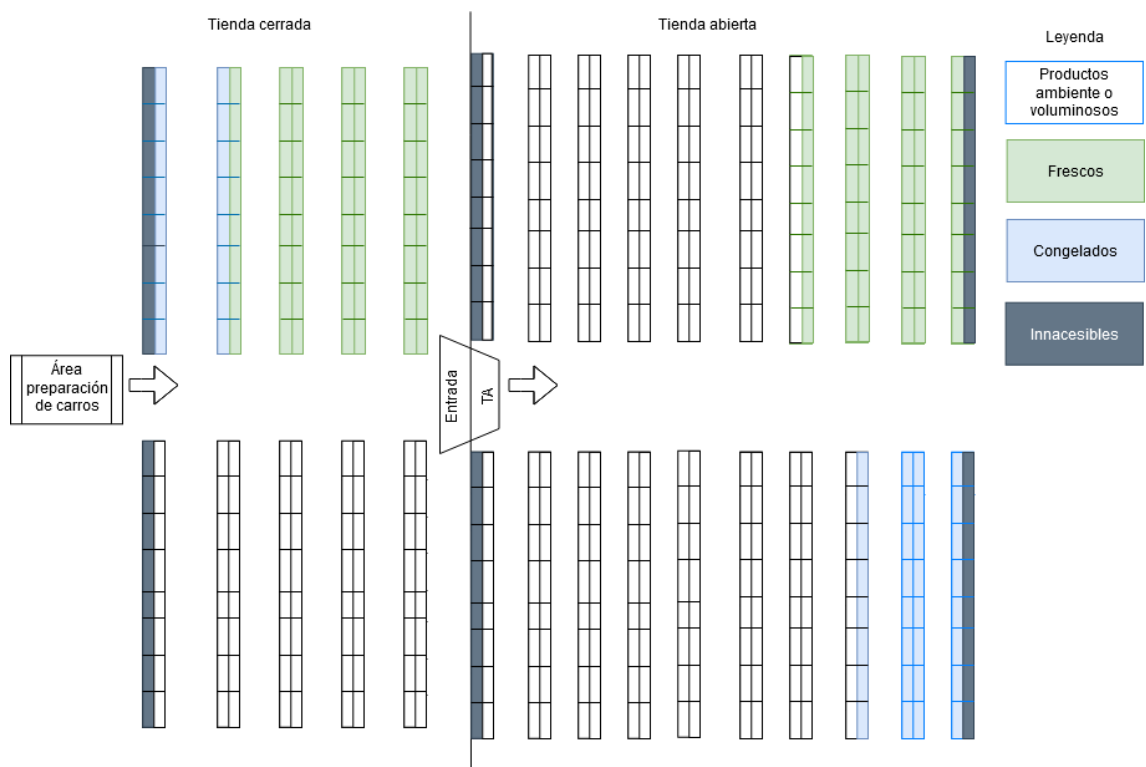 Tienda cerrada
Tienda abierta
Leyenda
Productos
ambiente o
voluminosos
Frescos
Congelados
Innacesibles
Área
preparación
de carros
Entrada
TA